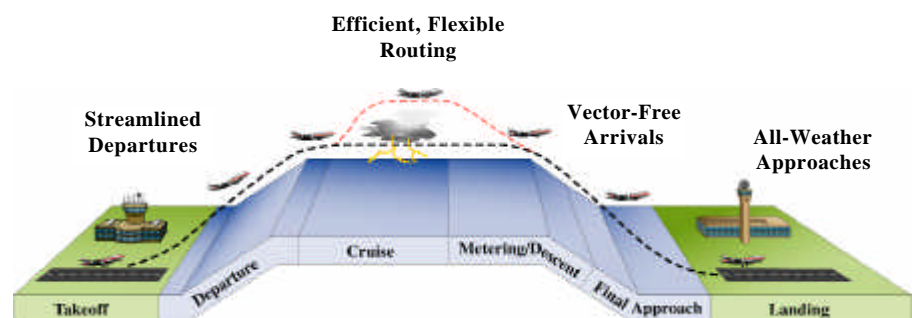 Efficient, Flexible
Routing
Streamlined
Departures
Vector-Free
Arrivals
All-Weather
Approaches
Takeoff
Departure
Cruise
Metering/Descent
Final Approach
Landing